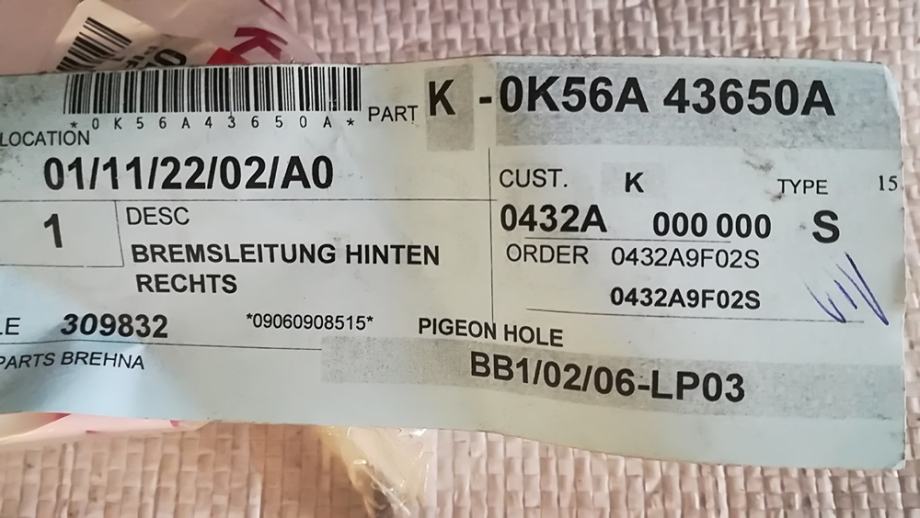 PART K - 0K56A 43650A
*0K56A43650A*
LOCATION
01/11/22/02/A0
CUST. K TYPE 15
0432A 000 000 S
1 DESC
BREMSLEITUNG HINTEN
RECHTS
ORDER 0432A9F02S
0432A9F02S
LE 309832 *09060908515*
PIGEON HOLE
PARTS BREHNA
BB1/02/06-LP03